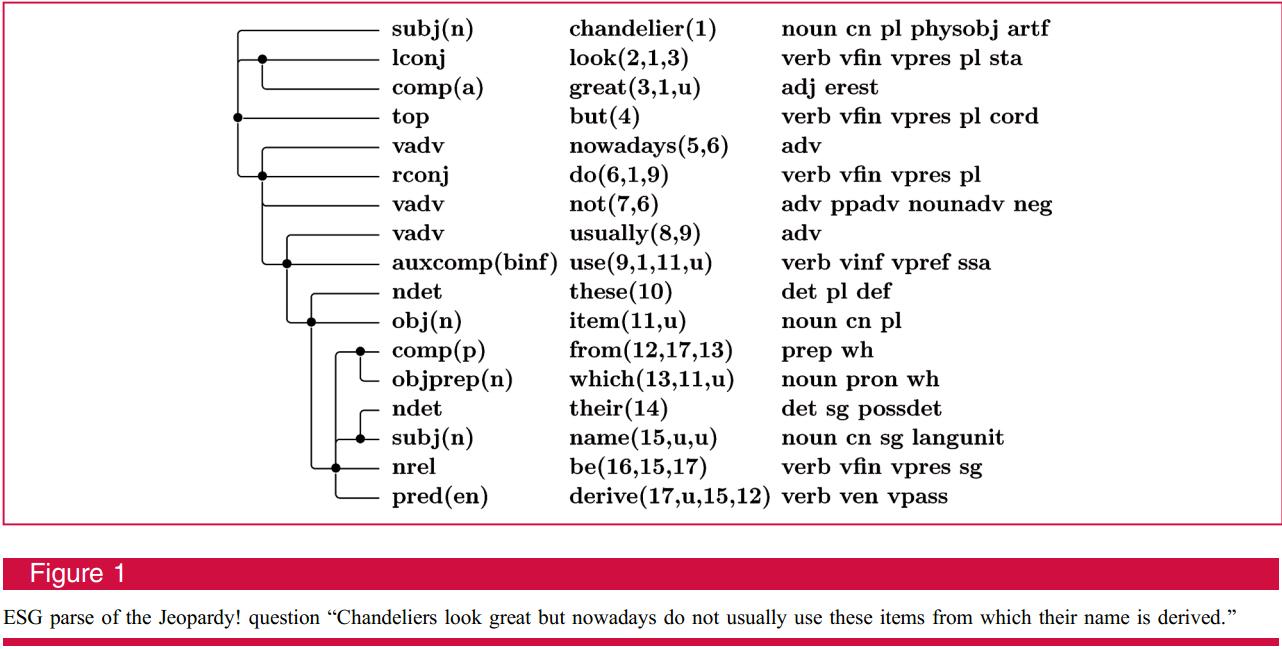 subj(n) chandelier(1) noun cn pl physobj artf
lconj look(2,1,3) verb vfin vpres pl sta
comp(a) great(3,1,u) adj erest
top but(4) verb vfin vpres pl cord
vadv nowadays(5,6) adv
rconj do(6,1,9) verb vfin vpres pl
vadv not(7,6) adv ppadv nounadv neg
vadv usually(8,9) adv
auxcomp(binf) use(9,1,11,u) verb vinf vpref ssa
ndet these(10) det pl def
obj(n) item(11,u) noun cn pl
comp(p) from(12,17,13) prep wh
objprep(n) which(13,11,u) noun pron wh
ndet their(14) det sg possdet
subj(n) name(15,u,u) noun cn sg langunit
nrel be(16,15,17) verb vfin vpres sg
pred(en) derive(17,u,15,12) verb ven vpass
Figure 1
ESG parse of the Jeopardy! question “Chandeliers look great but nowadays do not usually use these items from which their name is derived.”